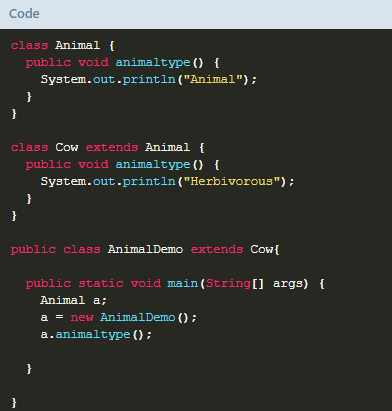 Code
class Animal {
  public void animaltype() {
    System.out.println("Animal");
  }
}
class Cow extends Animal {
  public void animaltype() {
    System.out.println("Herbivorous");
  }
}
public class AnimalDemo extends Cow{
  public static void main(String[] args) {
    Animal a;
    a = new AnimalDemo();
    a.animaltype();
  }
}